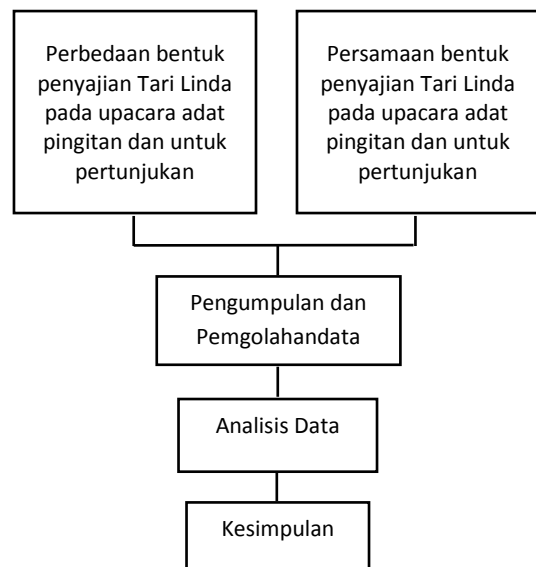 Perbedaan bentuk
penyajian Tari Linda
pada upacara adat
pingitan dan untuk
pertunjukan
Persamaan bentuk
penyajian Tari Linda
pada upacara adat
pingitan dan untuk
pertunjukan
Pengumpulan dan
Pemgolahandata
Analisis Data
Kesimpulan